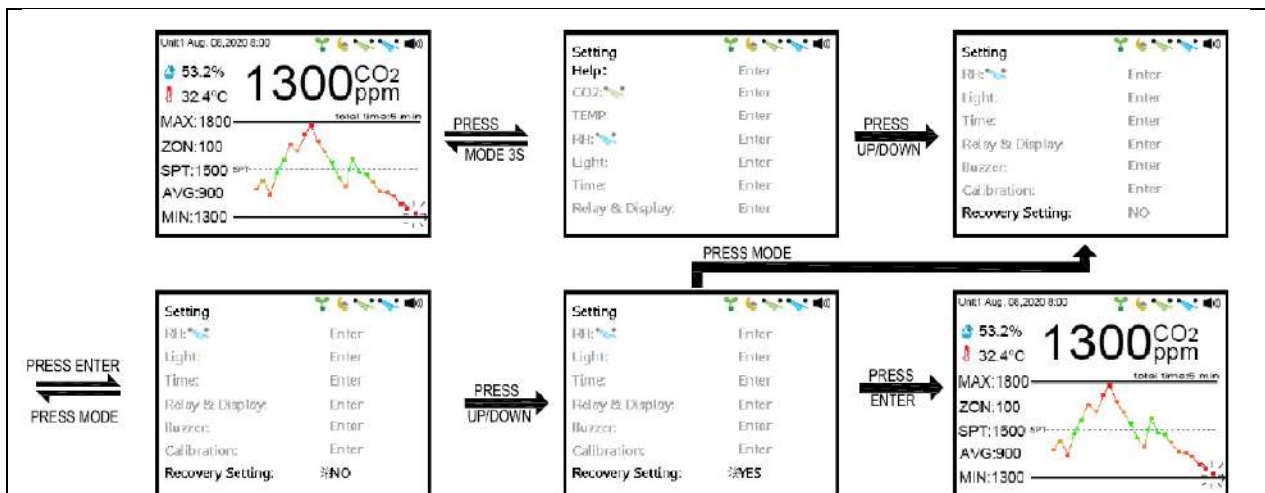 Unit1 Aug. 08,2020 8:00
53.2%
1300 CO2 ppm
32.4°C
total time:5 min
MAX:1800
ZON:100
SPT:1500 SPT
AVG:900
MIN:1300
PRESS
MODE 3S
Setting
Help: Enter
CO2: Enter
TEMP: Enter
RH: Enter
Light: Enter
Time: Enter
Relay & Display: Enter
PRESS
UP/DOWN
Setting
RH: Enter
Light: Enter
Time: Enter
Relay & Display: Enter
Buzzer: Enter
Calibration: Enter
Recovery Setting: NO
PRESS MODE
PRESS ENTER
PRESS MODE
Setting
RH: Enter
Light: Enter
Time: Enter
Relay & Display: Enter
Buzzer: Enter
Calibration: Enter
Recovery Setting: NO
PRESS
UP/DOWN
Setting
RH: Enter
Light: Enter
Time: Enter
Relay & Display: Enter
Buzzer: Enter
Calibration: Enter
Recovery Setting: YES
PRESS
ENTER
Unit1 Aug. 08,2020 8:00
53.2%
1300 CO2 ppm
32.4°C
total time:5 min
MAX:1800
ZON:100
SPT:1500 SPT
AVG:900
MIN:1300